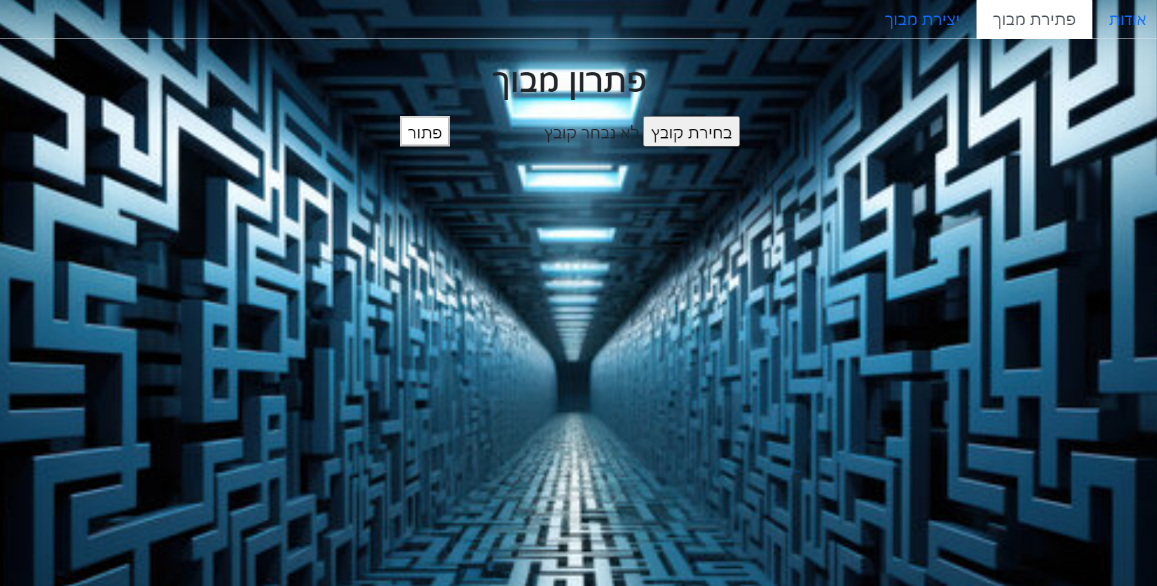 אודות פתירת מבוך יצירת מבוך
פתרון מבוך
בחירת קובץ לא נבחר קובץ פתור